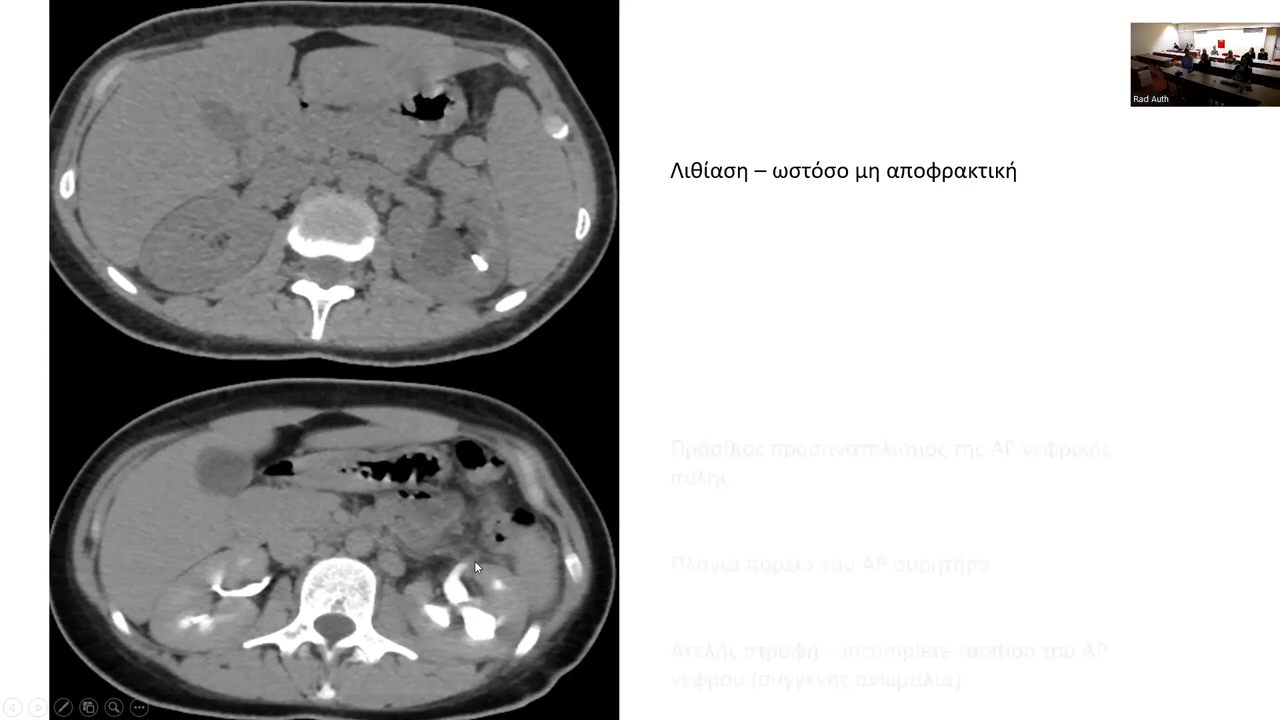 Rad Auth
Λιθίαση – ωστόσο μη αποφρακτική
Πρόσθιος προσανατολισμός της ΑΡ νεφρικής
πύλης
Πλάγια πορεία του ΑΡ ουρητήρα
Ατελής στροφή – incomplete rotation του ΑΡ
νεφρού (συγγενής ανωμαλία)